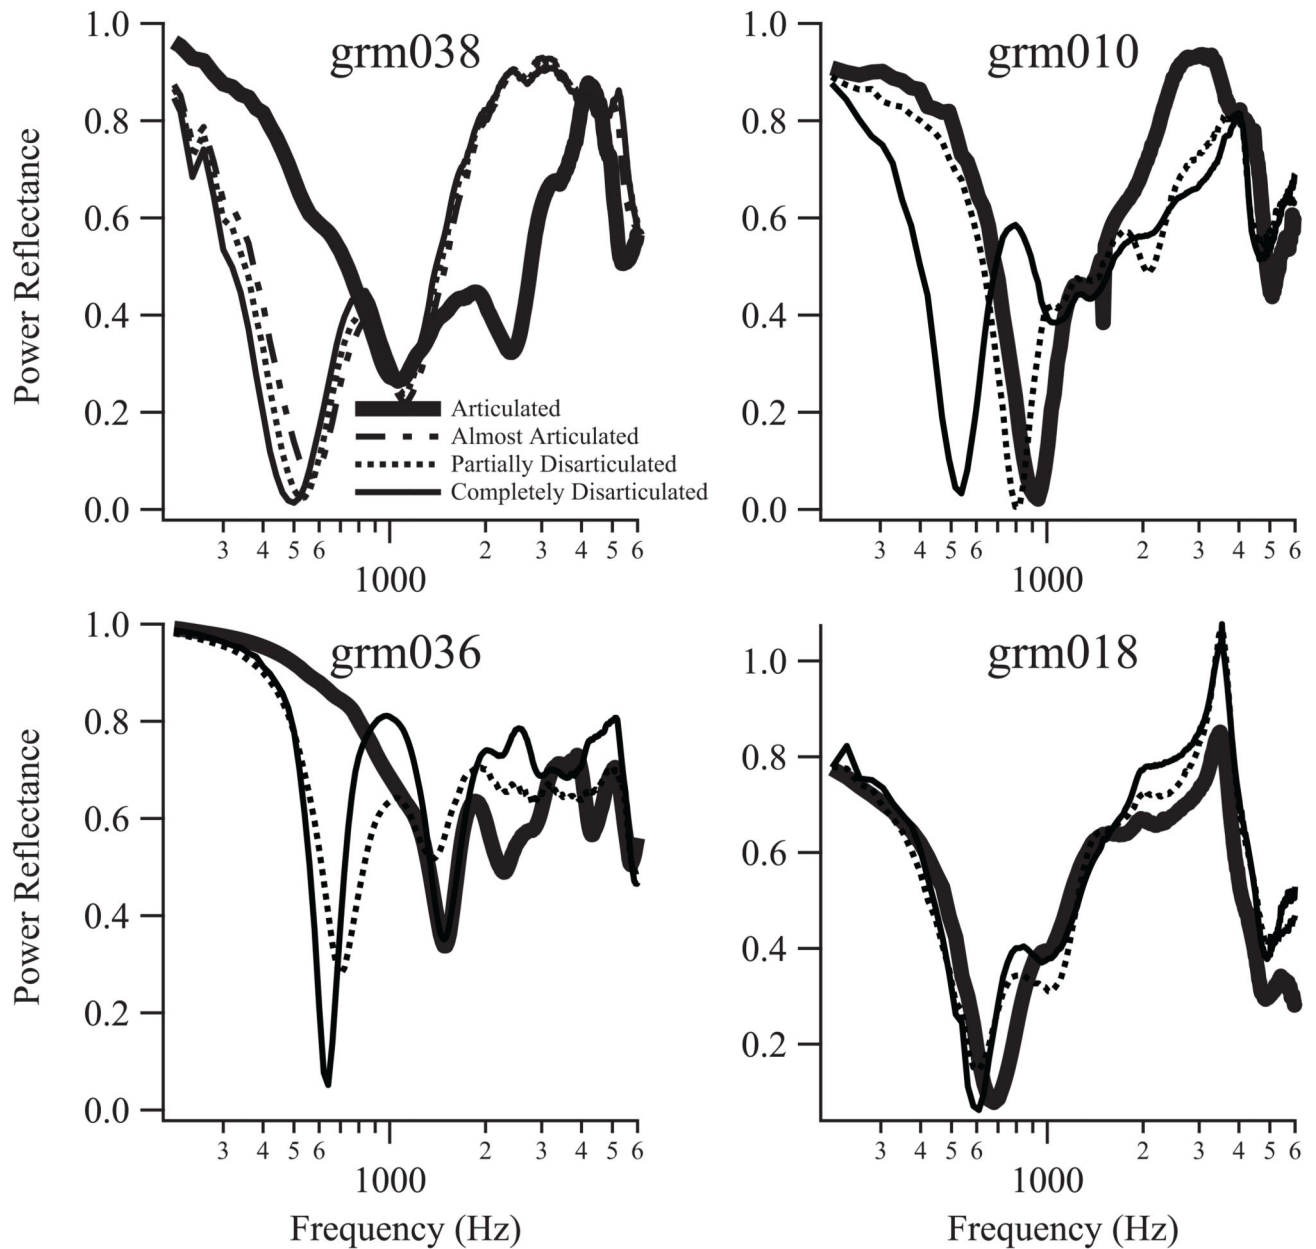 1.0
grm038
0.8
0.6
0.4
0.2
0.0
Power Reflectance
Articulated
Almost Articulated
Partially Disarticulated
Completely Disarticulated
3 4 5 6 2 3 4 5 6
1000
1.0
grm010
0.8
0.6
0.4
0.2
0.0
3 4 5 6 2 3 4 5 6
1000
1.0
grm036
0.8
0.6
0.4
0.2
0.0
Power Reflectance
3 4 5 6 2 3 4 5 6
1000
Frequency (Hz)
grm018
1.0
0.8
0.6
0.4
0.2
3 4 5 6 2 3 4 5 6
1000
Frequency (Hz)